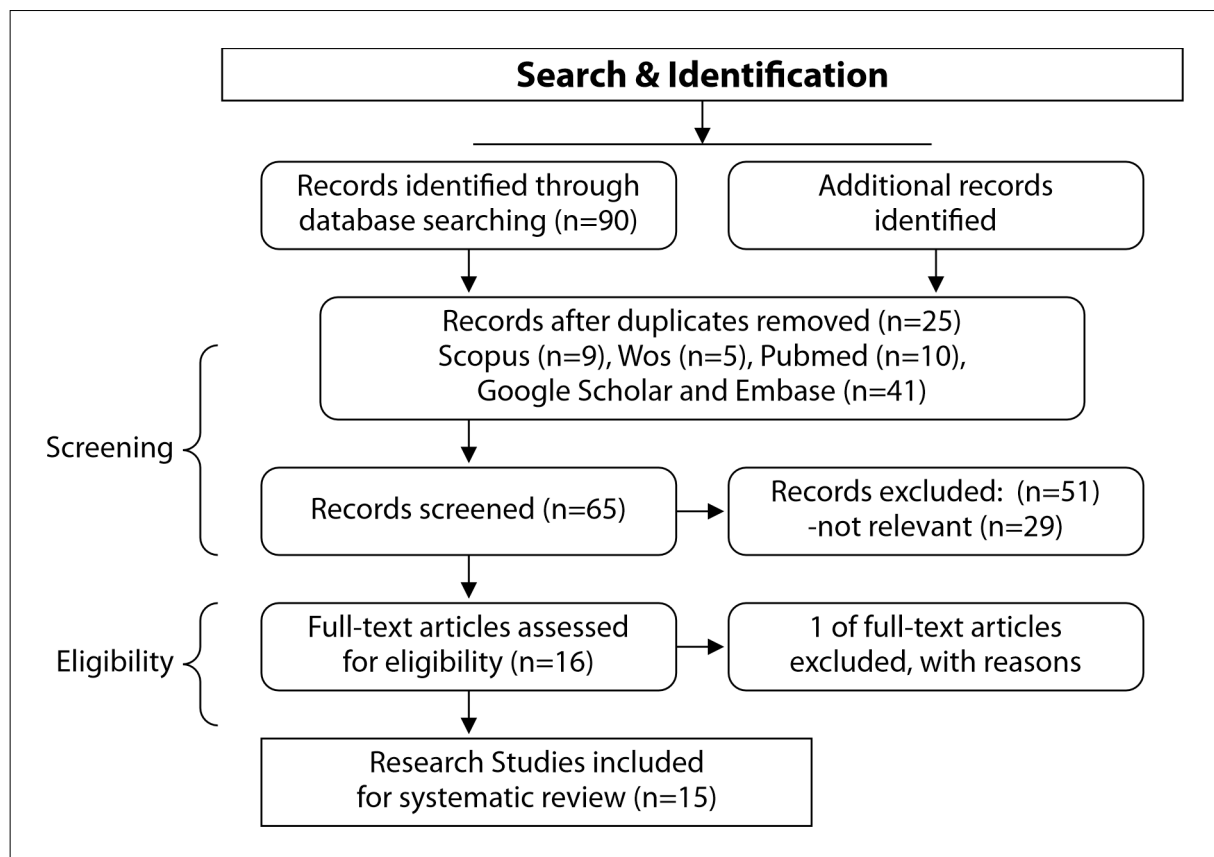 Search & Identification
Records identified through
database searching (n=90)
Additional records
identified
Records after duplicates removed (n=25)
Scopus (n=9), Wos (n=5), Pubmed (n=10),
Google Scholar and Embase (n=41)
Screening
Records screened (n=65)
Records excluded:  (n=51)
-not relevant (n=29)
Eligibility
Full-text articles assessed
for eligibility (n=16)
1 of full-text articles
excluded, with reasons
Research Studies included
for systematic review (n=15)